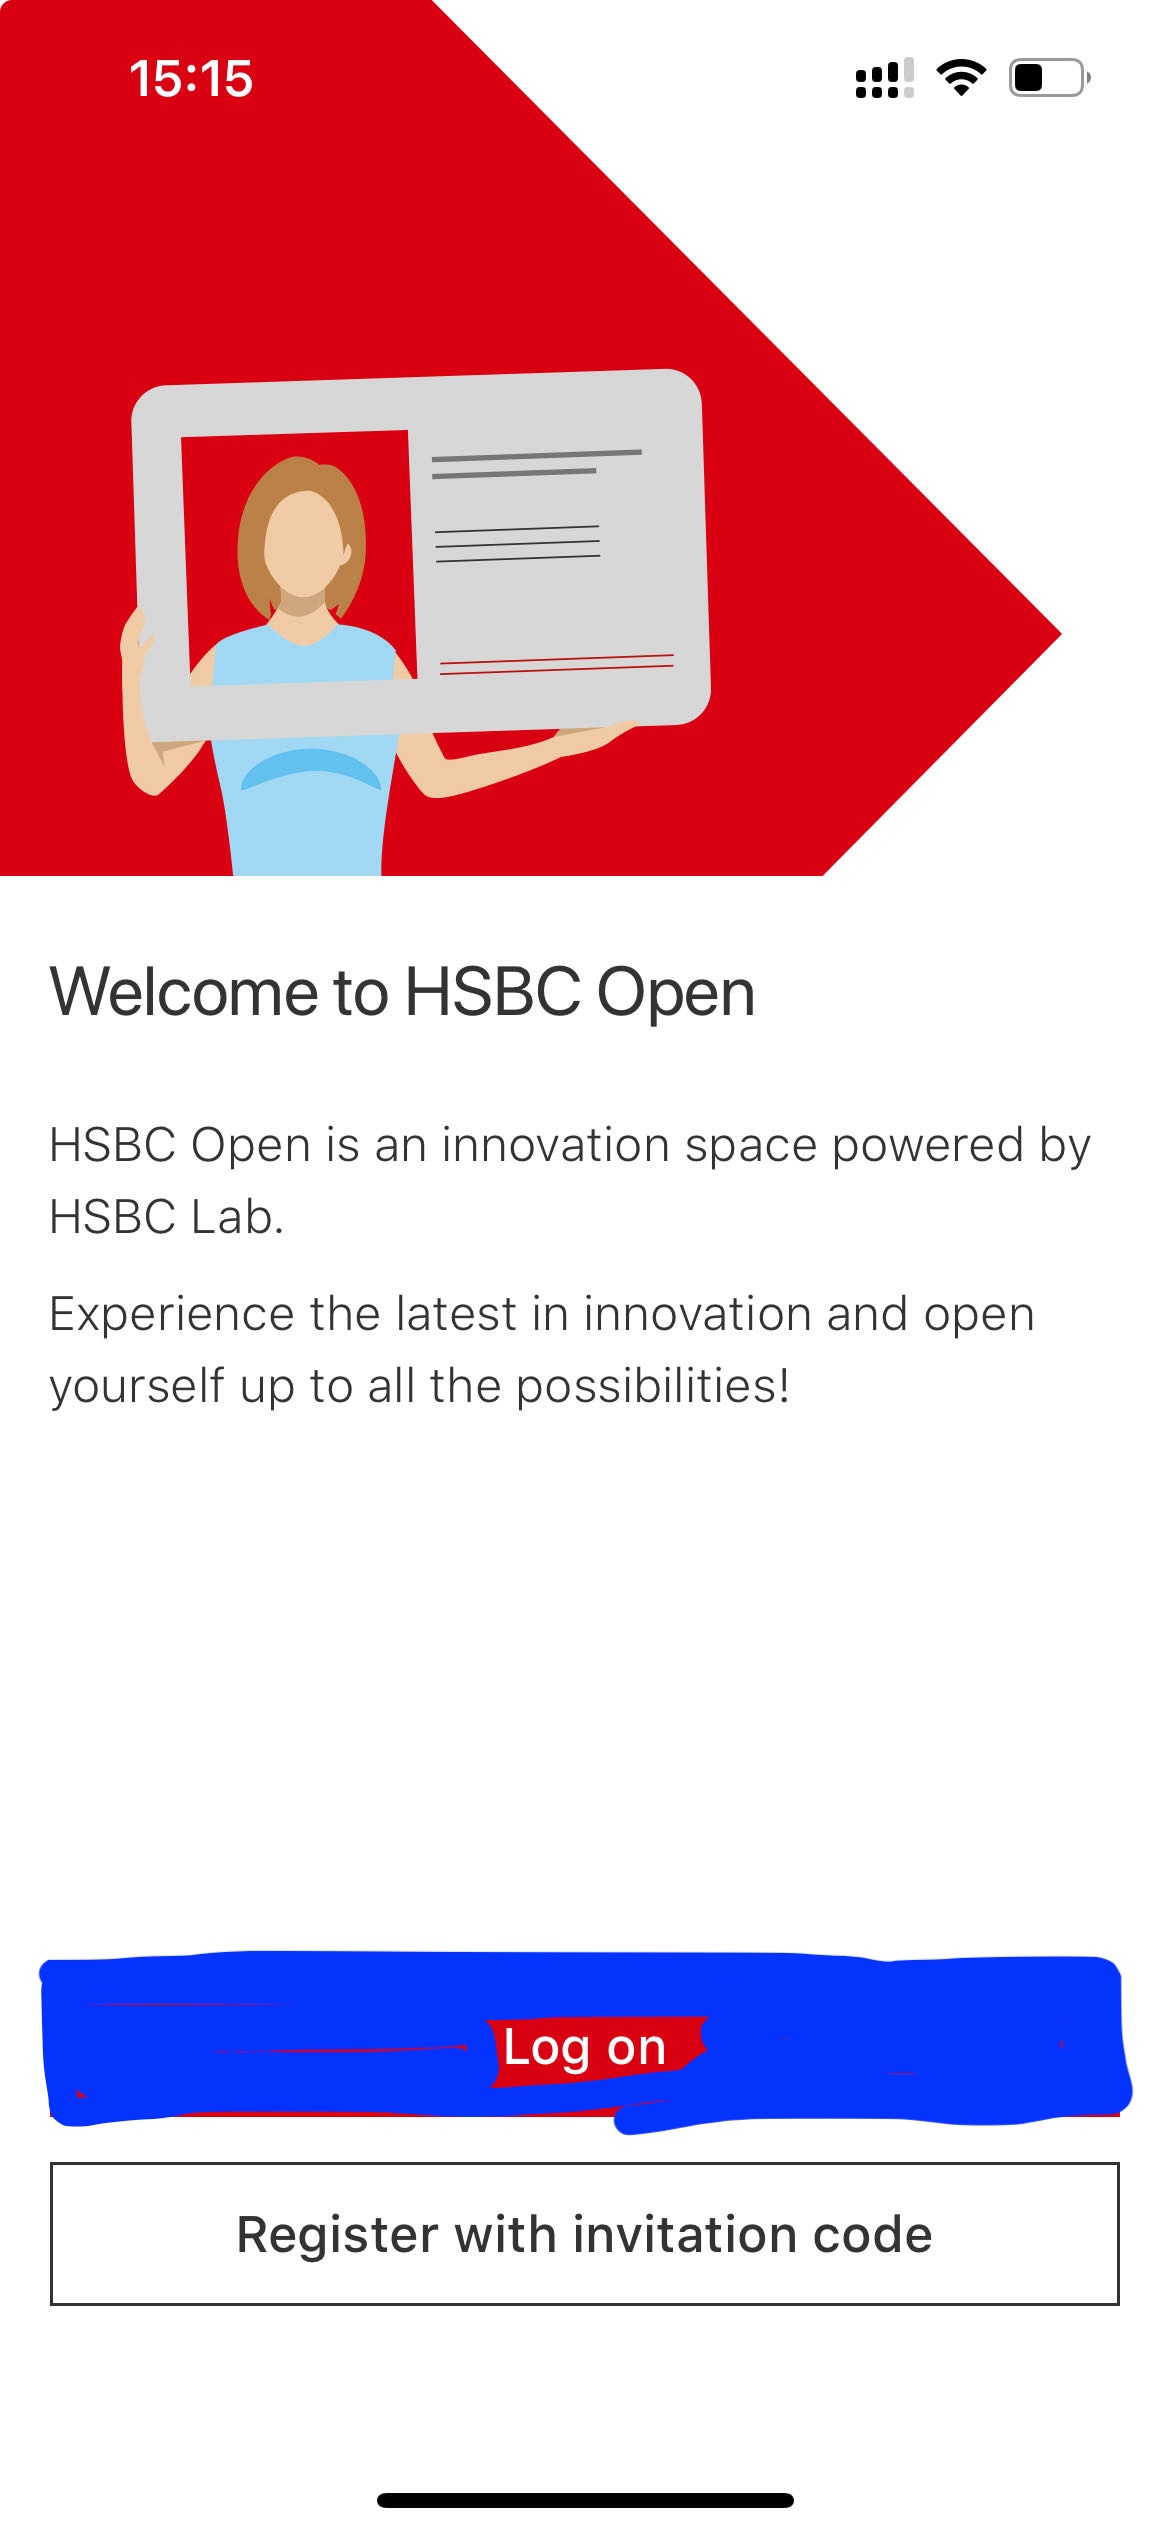 15:15
Welcome to HSBC Open
HSBC Open is an innovation space powered by
HSBC Lab.
Experience the latest in innovation and open
yourself up to all the possibilities!
Log on
Register with invitation code